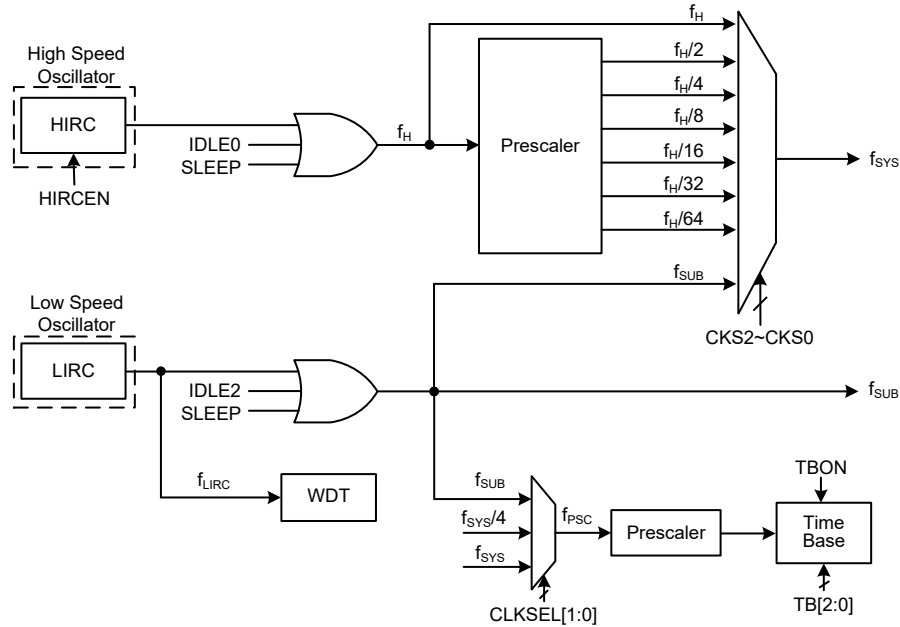 High Speed
Oscillator
HIRC
HIRCEN
IDLE0
SLEEP
fH
fH
Prescaler
fH/2
fH/4
fH/8
fH/16
fH/32
fH/64
fSUB
fSYS
CKS2~CKS0
Low Speed
Oscillator
LIRC
IDLE2
SLEEP
fSUB
fLIRC
WDT
fSUB
fSYS/4
fSYS
CLKSEL[1:0]
fPSC
Prescaler
TBON
Time
Base
TB[2:0]